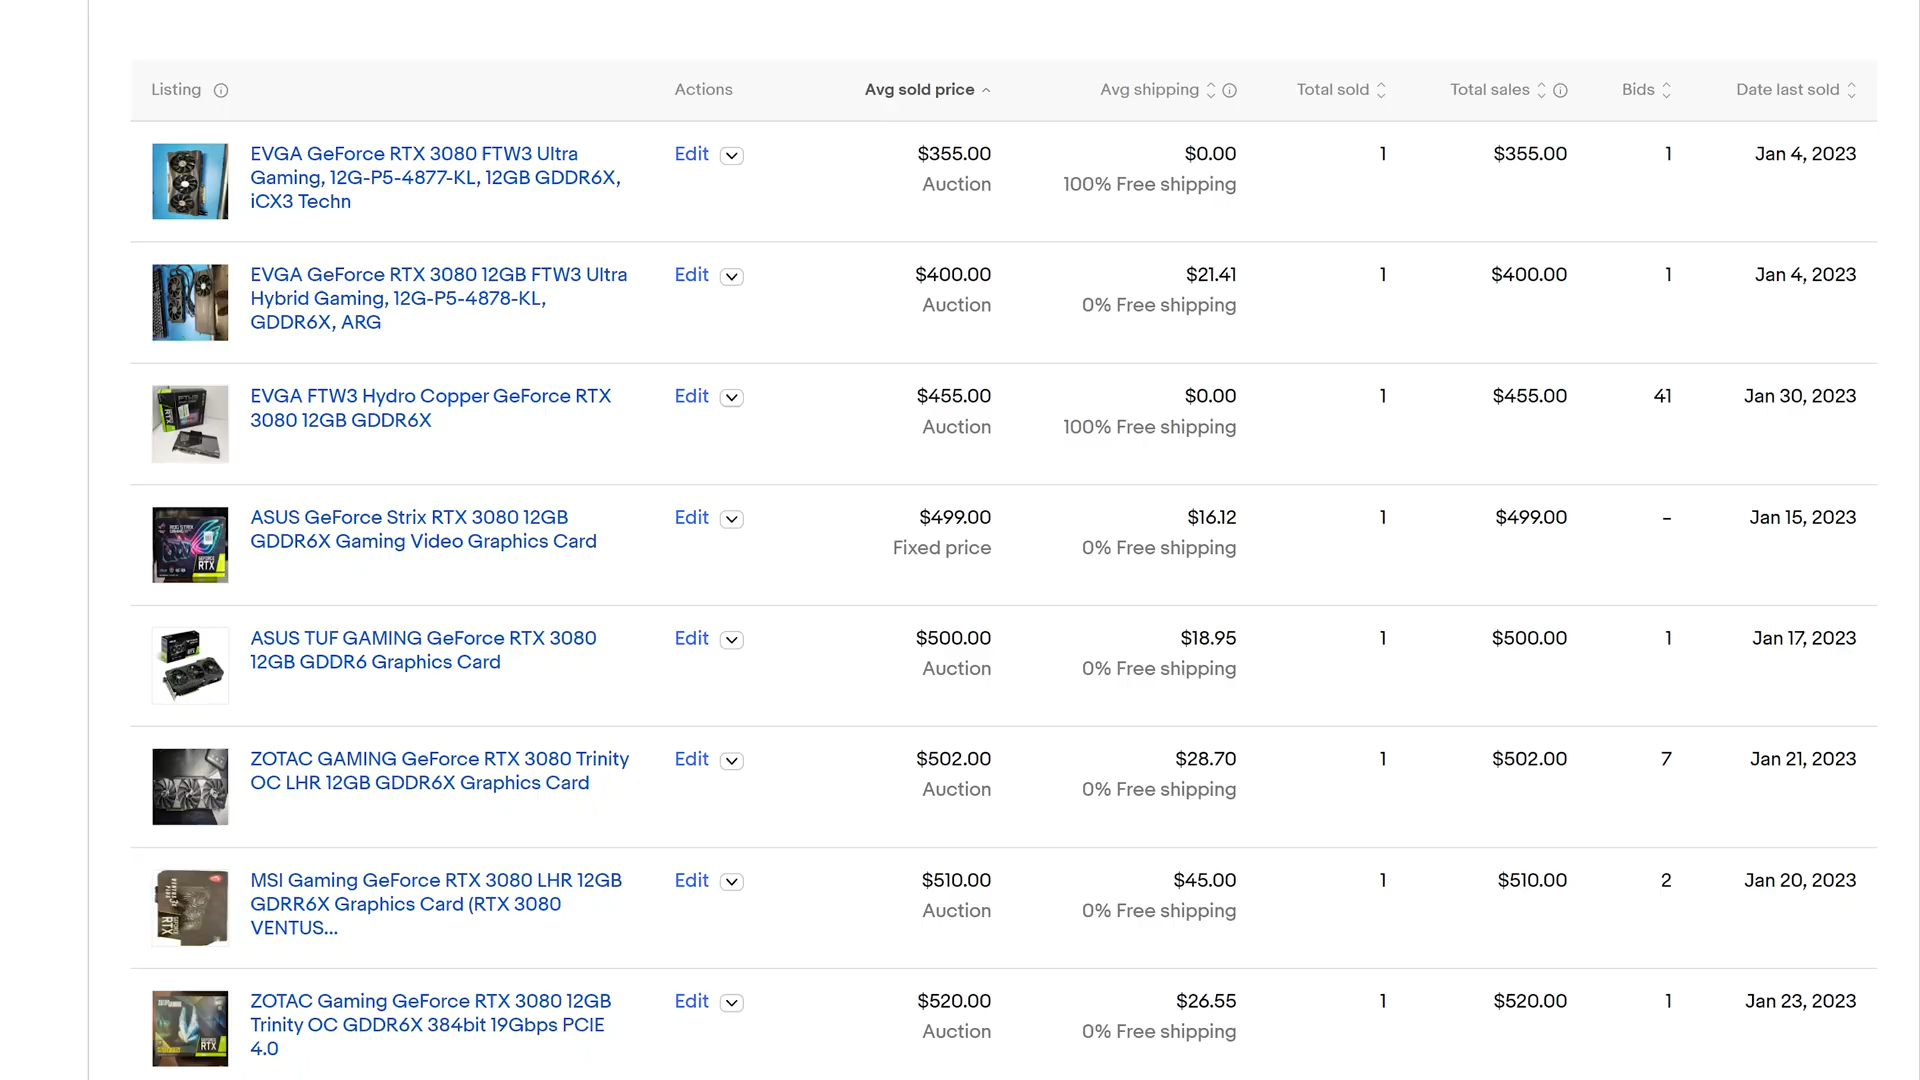 Listing Actions Avg sold price Avg shipping Total sold Total sales Bids Date last sold
EVGA GeForce RTX 3080 FTW3 Ultra Edit $355.00 $0.00 1 $355.00 1 Jan 4, 2023
Gaming, 12G-P5-4877-KL, 12GB GDDR6X, Auction 100% Free shipping
iCX3 Techn
EVGA GeForce RTX 3080 12GB FTW3 Ultra Edit $400.00 $21.41 1 $400.00 1 Jan 4, 2023
Hybrid Gaming, 12G-P5-4878-KL, Auction 0% Free shipping
GDDR6X, ARG
EVGA FTW3 Hydro Copper GeForce RTX Edit $455.00 $0.00 1 $455.00 41 Jan 30, 2023
3080 12GB GDDR6X Auction 100% Free shipping
ASUS GeForce Strix RTX 3080 12GB Edit $499.00 $16.12 1 $499.00 – Jan 15, 2023
GDDR6X Gaming Video Graphics Card Fixed price 0% Free shipping
ASUS TUF GAMING GeForce RTX 3080 Edit $500.00 $18.95 1 $500.00 1 Jan 17, 2023
12GB GDDR6 Graphics Card Auction 0% Free shipping
ZOTAC GAMING GeForce RTX 3080 Trinity Edit $502.00 $28.70 1 $502.00 7 Jan 21, 2023
OC LHR 12GB GDDR6X Graphics Card Auction 0% Free shipping
MSI Gaming GeForce RTX 3080 LHR 12GB Edit $510.00 $45.00 1 $510.00 2 Jan 20, 2023
GDRR6X Graphics Card (RTX 3080 Auction 0% Free shipping
VENTUS...
ZOTAC Gaming GeForce RTX 3080 12GB Edit $520.00 $26.55 1 $520.00 1 Jan 23, 2023
Trinity OC GDDR6X 384bit 19Gbps PCIE Auction 0% Free shipping
4.0